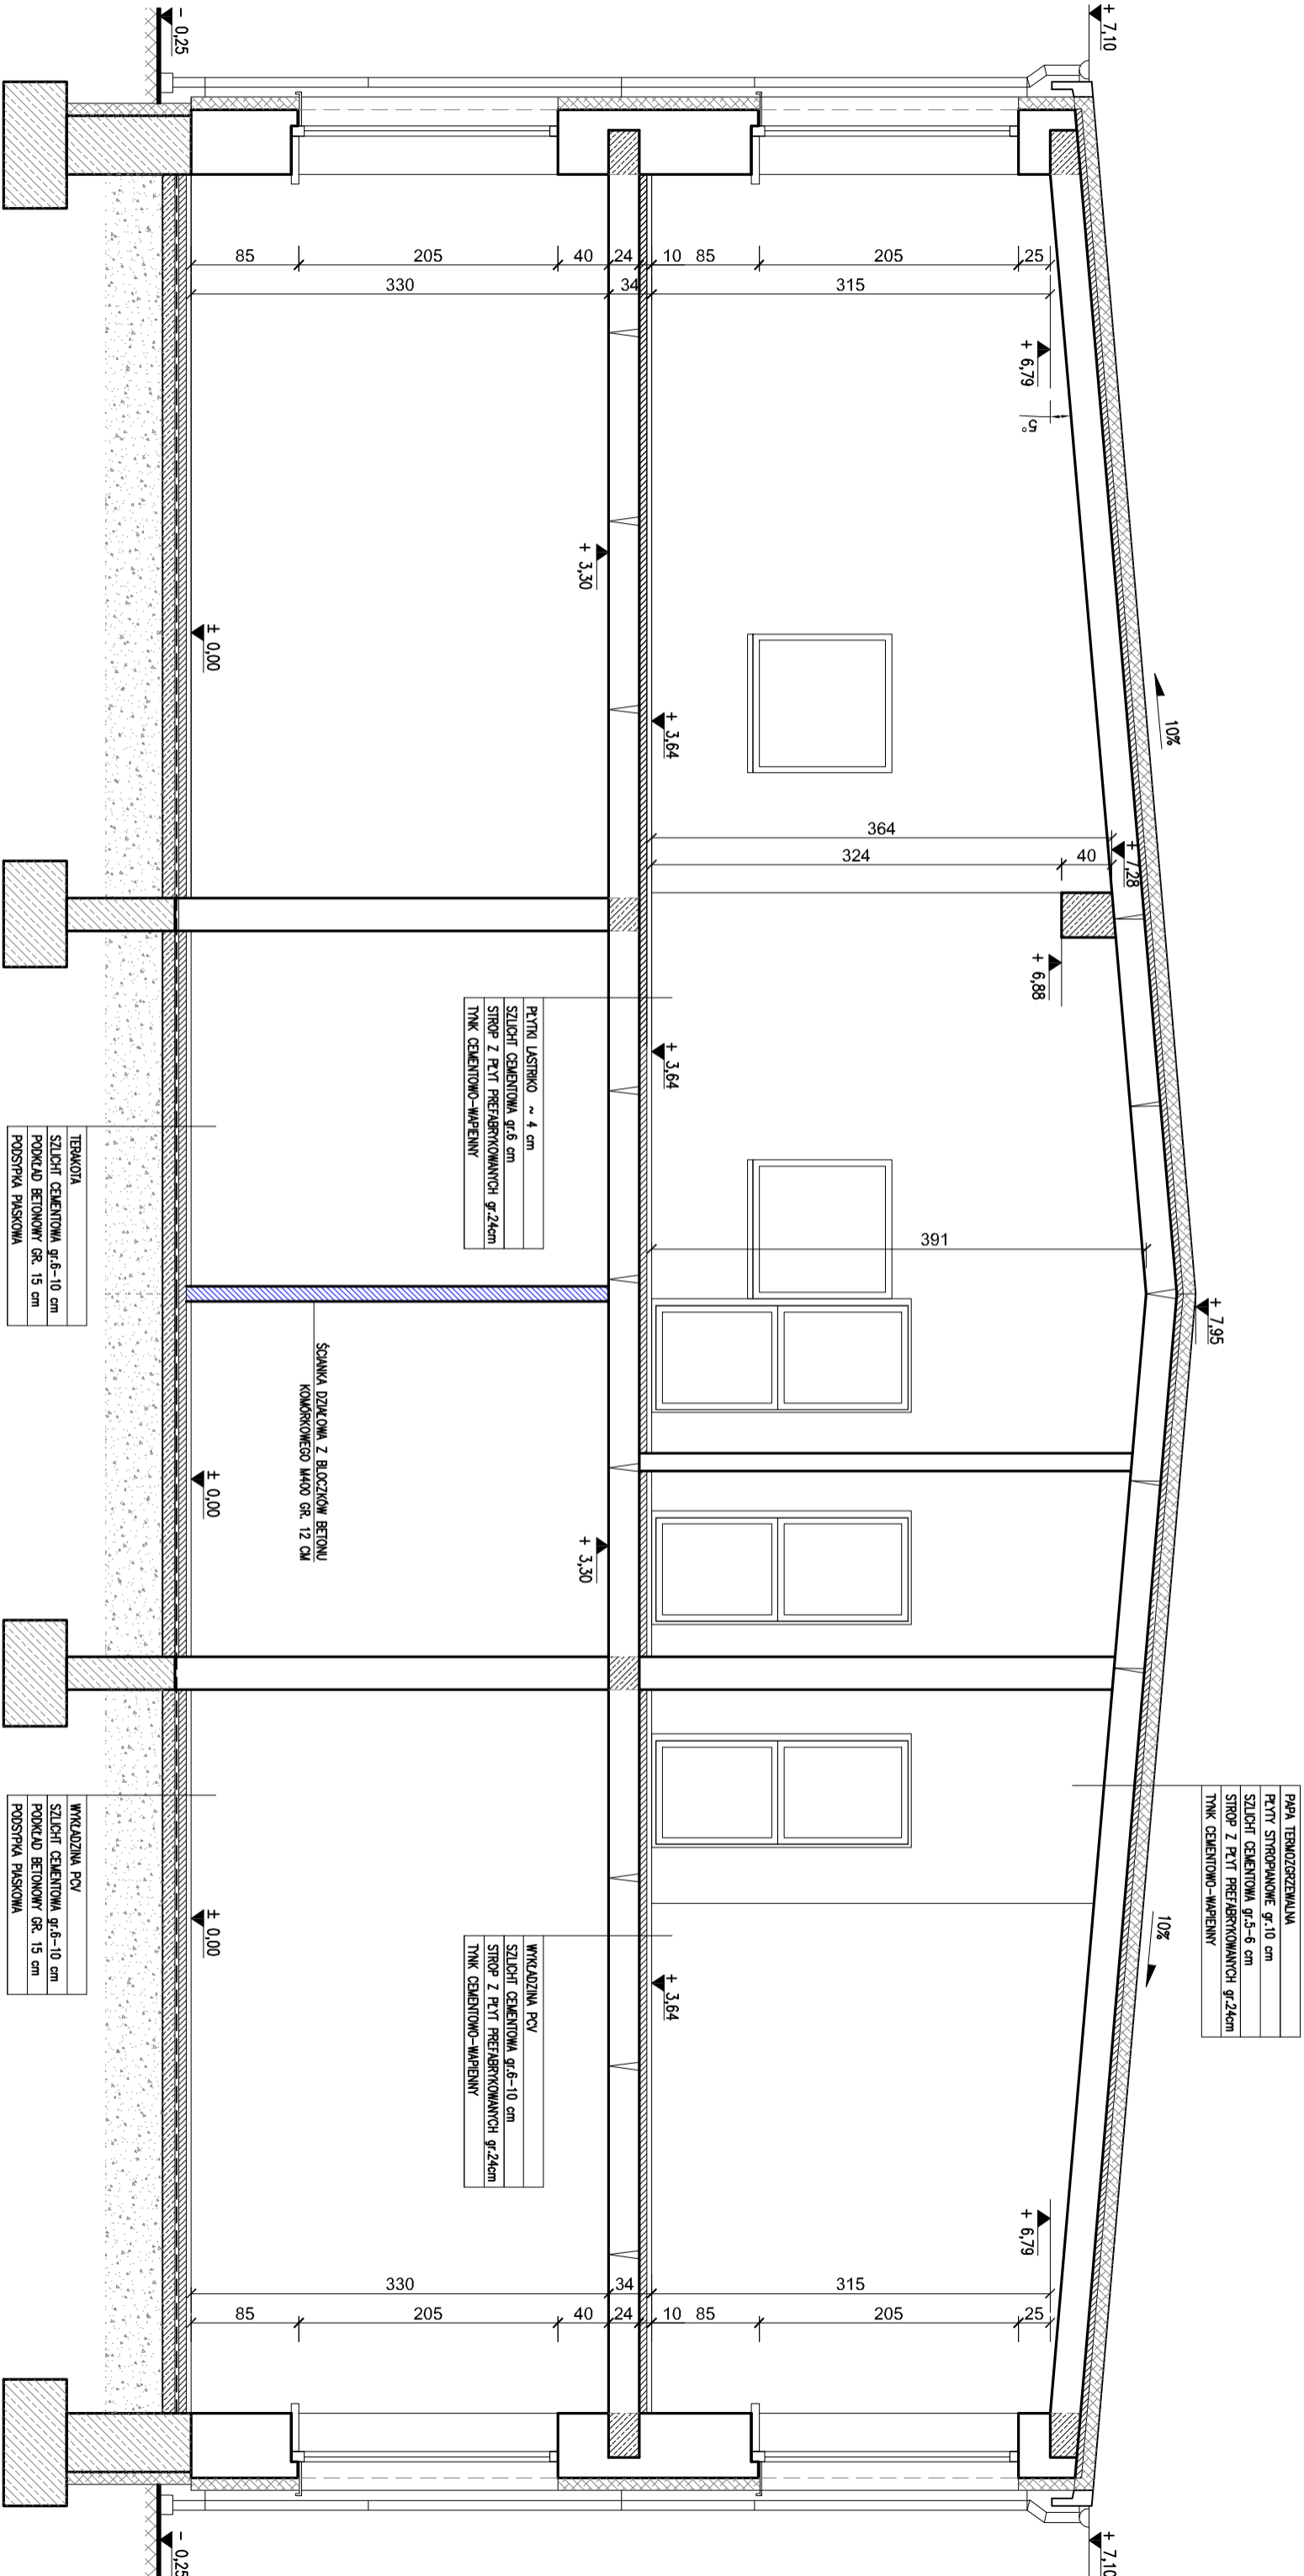 + 7,10
- 0,25
85
205
40
24
10
85
205
25
330
34
315
+ 6,79
5°
+ 3,30
± 0,00
10%
+ 3,64
364
324
40
+ 7,28
+ 6,88
PŁYTKI LASTRIKO ~ 4 cm
SZLICHT CEMENTOWA gr.6 cm
STROP Z PŁYT PREFABRYKOWANYCH gr.24cm
TYNK CEMENTOWO-WAPIENNY
+ 3,64
TERAKOTA
SZLICHT CEMENTOWA gr.6-10 cm
PODKŁAD BETONOWY GR. 15 cm
PODSYPKA PIASKOWA
391
+ 7,95
ŚCIANKA DZIAŁOWA Z BLOCZKÓW BETONU
KOMÓRKOWEGO M400 GR. 12 CM
± 0,00
+ 3,30
PAPA TERMOZGRZEWALNA
PŁYTY STYROPIANOWE gr.10 cm
SZLICHT CEMENTOWA gr.5-6 cm
STROP Z PŁYT PREFABRYKOWANYCH gr.24cm
TYNK CEMENTOWO-WAPIENNY
WYKŁADZINA PCV
SZLICHT CEMENTOWA gr.6-10 cm
PODKŁAD BETONOWY GR. 15 cm
PODSYPKA PIASKOWA
± 0,00
10%
WYKŁADZINA PCV
SZLICHT CEMENTOWA gr.6-10 cm
STROP Z PŁYT PREFABRYKOWANYCH gr.24cm
TYNK CEMENTOWO-WAPIENNY
+ 3,64
+ 6,79
330
34
315
85
205
40
24
10
85
205
25
- 0,25
+ 7,10